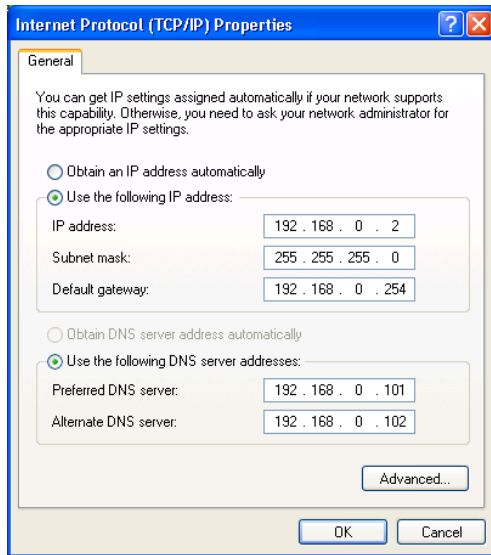 Internet Protocol (TCP/IP) Properties
General
You can get IP settings assigned automatically if your network supports
this capability. Otherwise, you need to ask your network administrator for
the appropriate IP settings.
Obtain an IP address automatically
Use the following IP address:
IP address: 192 . 168 . 0 . 2
Subnet mask: 255 . 255 . 255 . 0
Default gateway: 192 . 168 . 0 . 254
Obtain DNS server address automatically
Use the following DNS server addresses:
Preferred DNS server: 192 . 168 . 0 . 101
Alternate DNS server: 192 . 168 . 0 . 102
Advanced...
OK Cancel